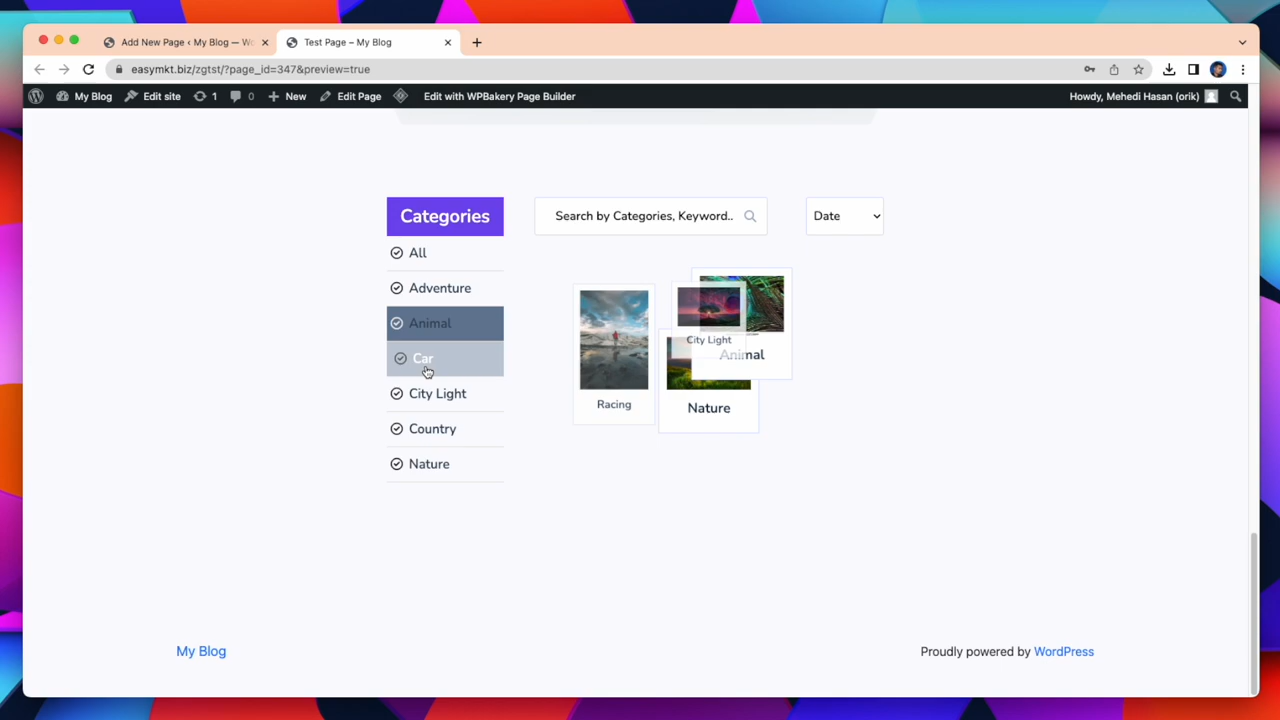 Add New Page ‹ My Blog — Wo
Test Page – My Blog
easymkt.biz/zgtst/?page_id=347&preview=true
My Blog
Edit site
1
0
New
Edit Page
Edit with WPBakery Page Builder
Howdy, Mehedi Hasan (orik)
Categories
Search by Categories, Keyword..
Date
All
Adventure
Animal
Car
City Light
Country
Nature
City Light
Animal
Racing
Nature
My Blog
Proudly powered by WordPress